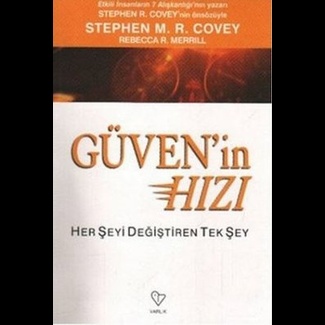 Etkili İnsanların 7 Alışkanlığı'nın yazarı
STEPHEN R. COVEY'nin önsözüyle
STEPHEN M. R. COVEY
REBECCA R. MERRILL
GÜVEN'in
HIZI
HER ŞEYİ DEĞİŞTİREN TEK ŞEY
VARLIK